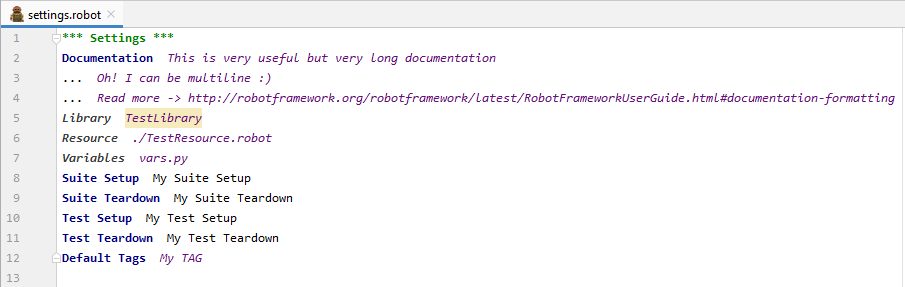 settings.robot
1 *** Settings ***
2 Documentation  This is very useful but very long documentation
3 ...  Oh! I can be multiline :)
4 ...  Read more -> http://robotframework.org/robotframework/latest/RobotFrameworkUserGuide.html#documentation-formatting
5 Library  TestLibrary
6 Resource  ./TestResource.robot
7 Variables  vars.py
8 Suite Setup  My Suite Setup
9 Suite Teardown  My Suite Teardown
10 Test Setup  My Test Setup
11 Test Teardown  My Test Teardown
12 Default Tags  My TAG
13